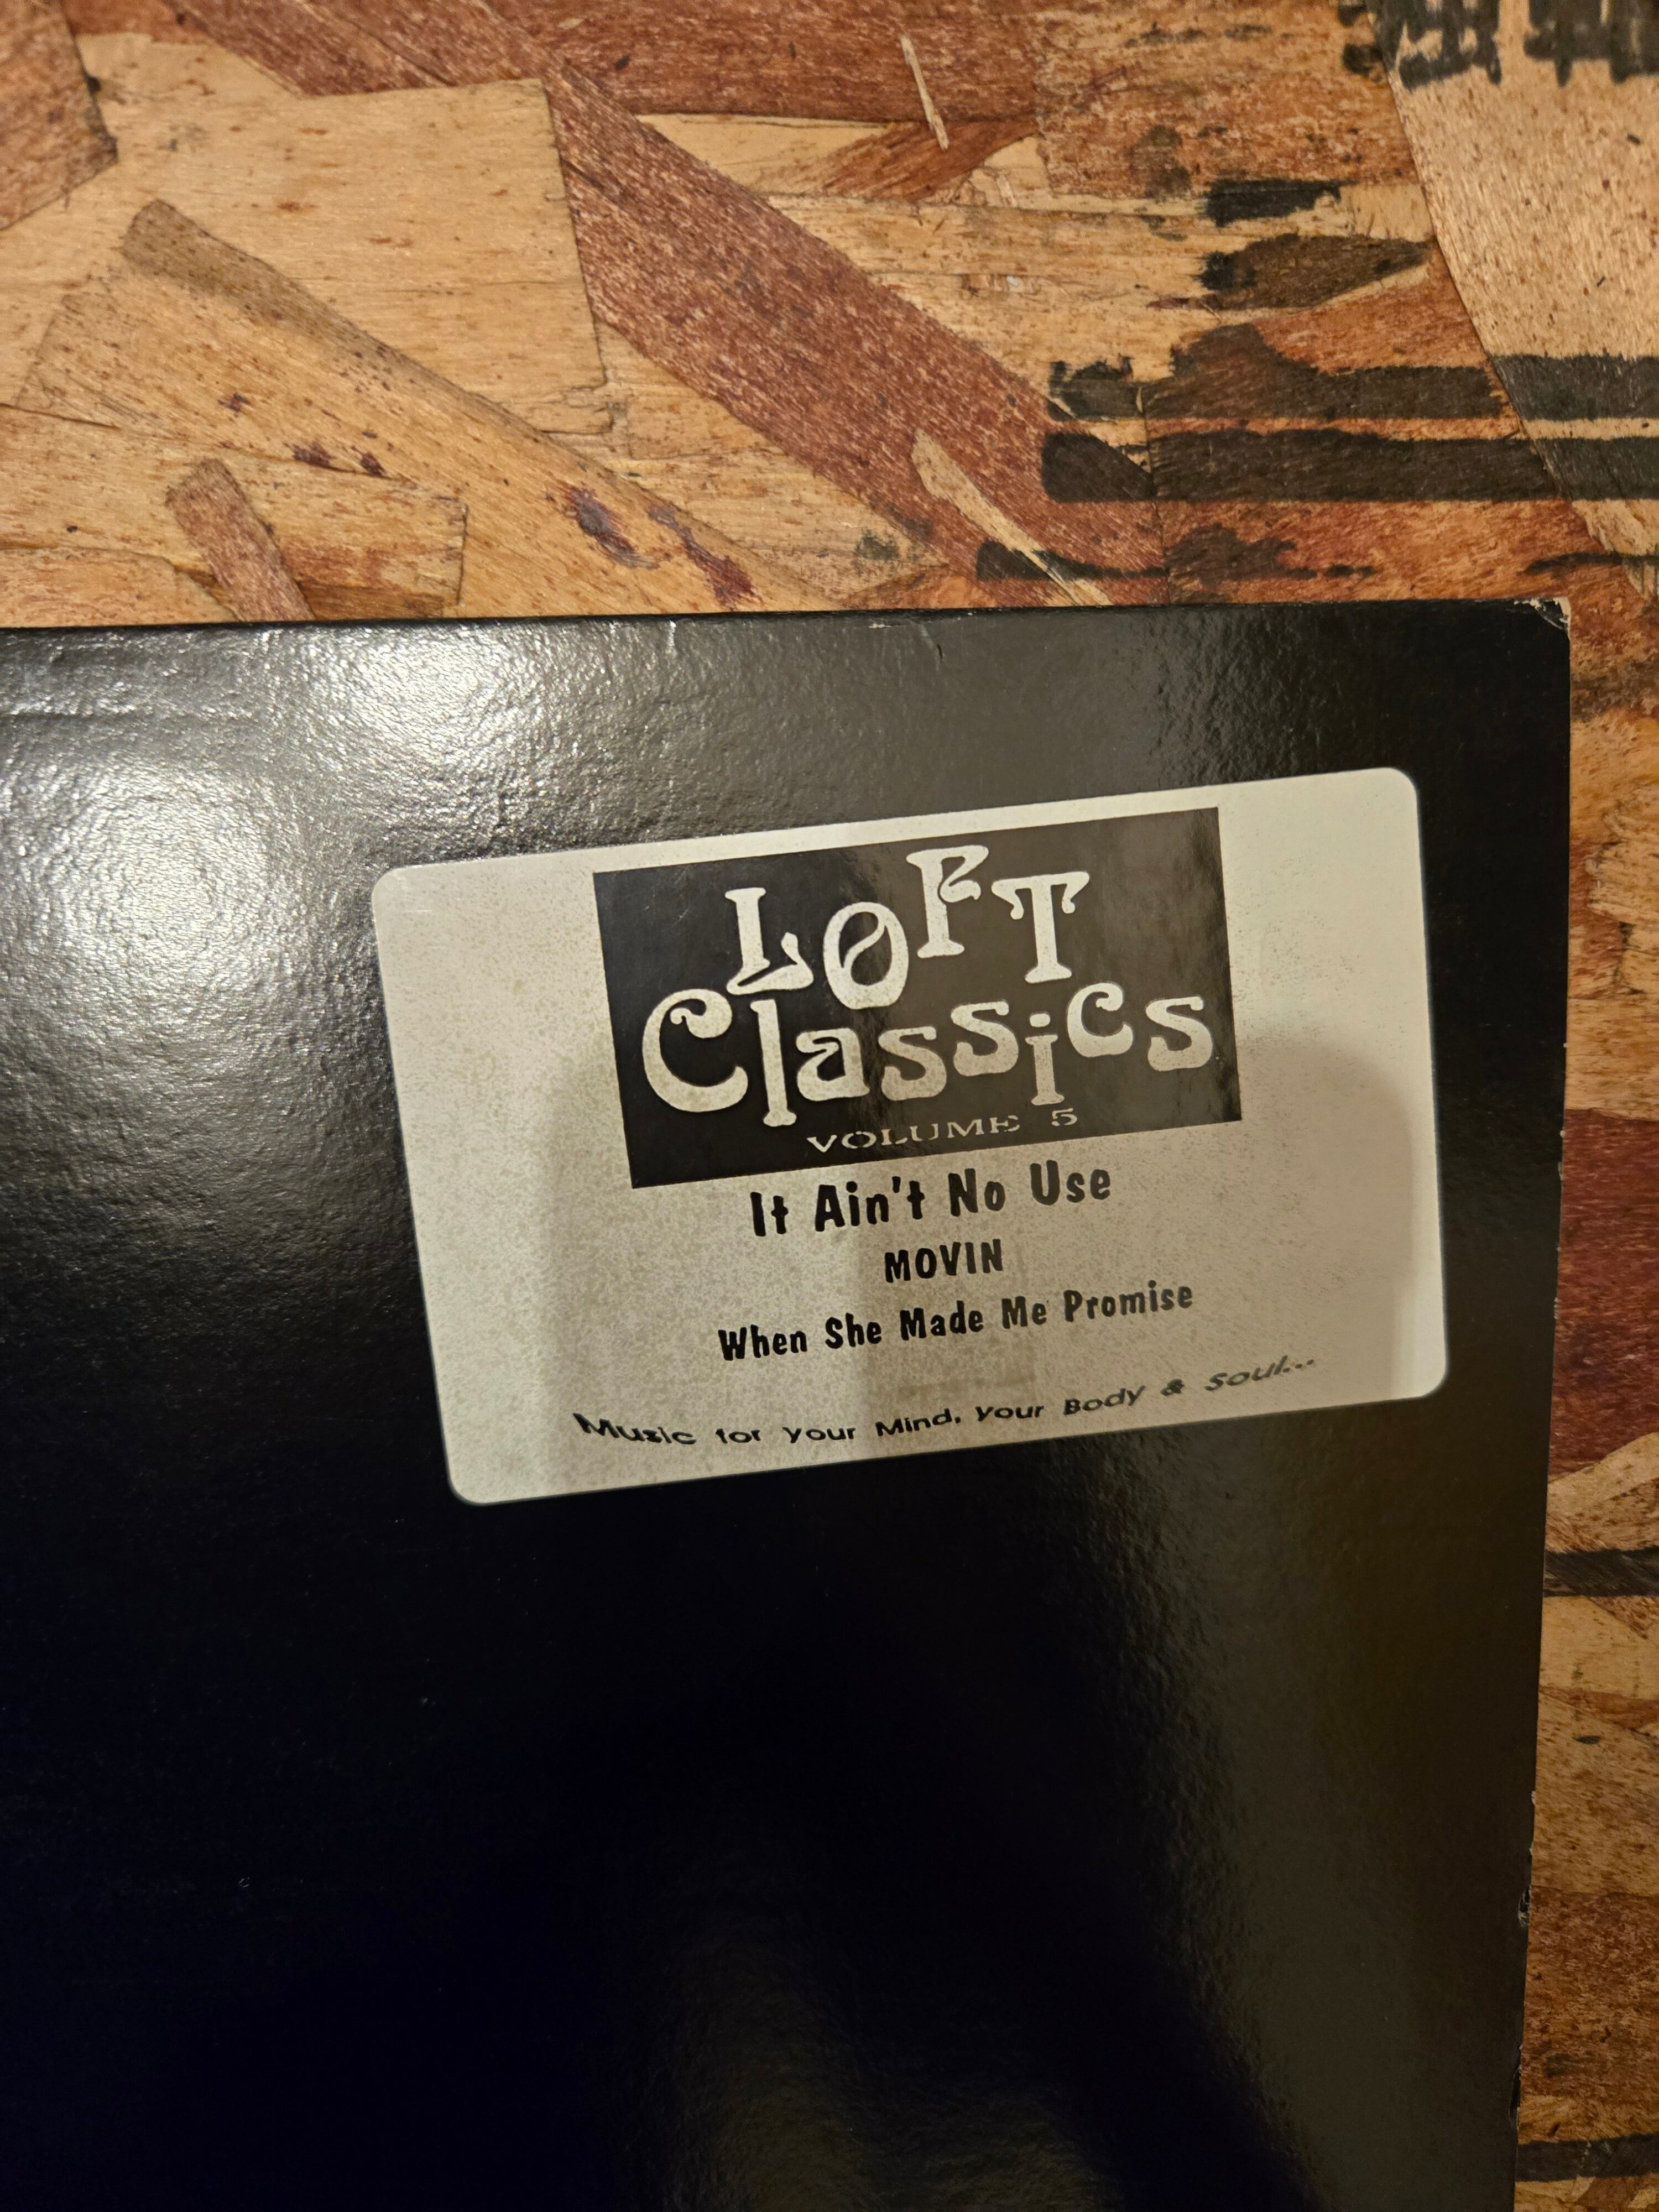 LOFT
Classics
VOLUME 5
It Ain't No Use
MOVIN
When She Made Me Promise
Music for Your Mind, Your Body & Soul...